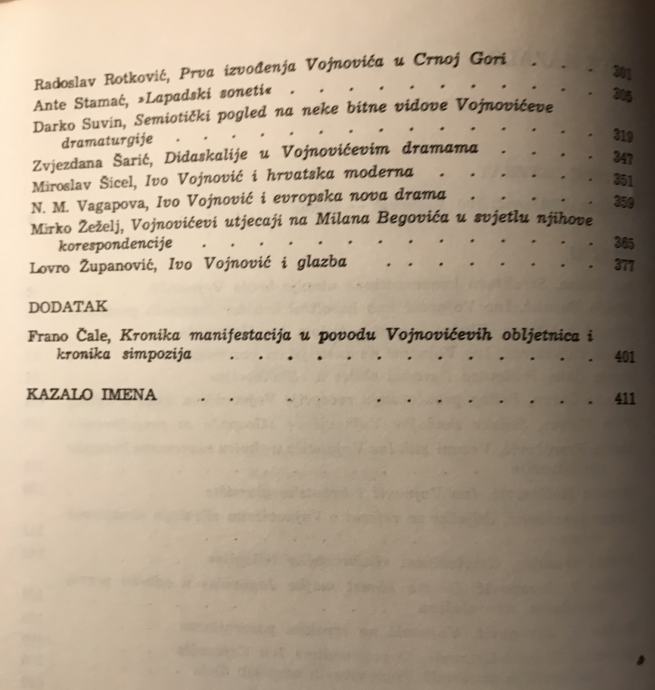 Radoslav Rotković, Prva izvođenja Vojnovića u Crnoj Gori . . . 301
Ante Stamać, »Lapadski soneti« . . . . . . . . . . . 305
Darko Suvin, Semiotički pogled na neke bitne vidove Vojnovićeve
dramaturgije . . . . . . . . . . . . . . 319
Zvjezdana Šarić, Didaskalije u Vojnovićevim dramama . . . . 347
Miroslav Šicel, Ivo Vojnović i hrvatska moderna . . . . . . 351
N. M. Vagapova, Ivo Vojnović i evropska nova drama . . . . . 359
Mirko Žeželj, Vojnovićevi utjecaji na Milana Begovića u svjetlu njihove
korespondencije . . . . . . . . . . . . . . 365
Lovro Županović, Ivo Vojnović i glazba . . . . . . . . 377
DODATAK
Frano Čale, Kronika manifestacija u povodu Vojnovićevih obljetnica i
kronika simpozija . . . . . . . . . . . . . 401
KAZALO IMENA . . . . . . . . . . 411